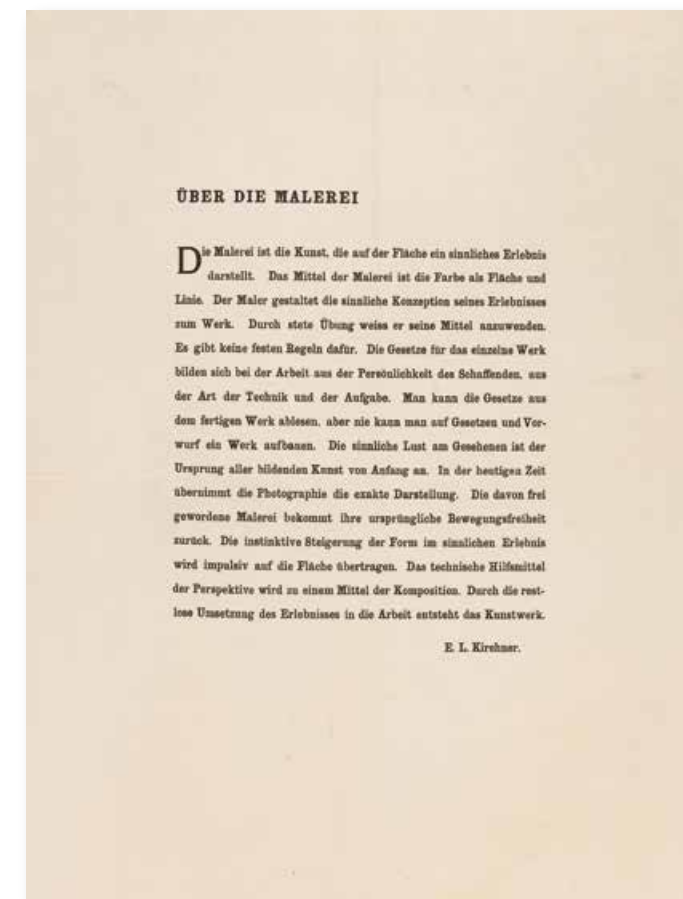 ÜBER DIE MALEREI
Die Malerei ist die Kunst, die auf der Fläche ein sinnliches Erlebnis
darstellt. Das Mittel der Malerei ist die Farbe als Fläche und
Linie. Der Maler gestaltet die sinnliche Konzeption seines Erlebnisses
zum Werk. Durch stete Übung weiss er seine Mittel anzuwenden.
Es gibt keine festen Regeln dafür. Die Gesetze für das einzelne Werk
bilden sich bei der Arbeit aus der Persönlichkeit des Schaffenden, aus
der Art der Technik und der Aufgabe. Man kann die Gesetze aus
dem fertigen Werk ablesen, aber nie kann man auf Gesetzen und Vor-
wurf ein Werk aufbauen. Die sinnliche Lust am Gesehenen ist der
Ursprung aller bildenden Kunst von Anfang an. In der heutigen Zeit
übernimmt die Photographie die exakte Darstellung. Die davon frei
gewordene Malerei bekommt ihre ursprüngliche Bewegungsfreiheit
zurück. Die instinktive Steigerung der Form im sinnlichen Erlebnis
wird impulsiv auf die Fläche übertragen. Das technische Hilfsmittel
der Perspektive wird zu einem Mittel der Komposition. Durch die rest-
lose Umsetzung des Erlebnisses in die Arbeit entsteht das Kunstwerk.
E. L. Kirchner.